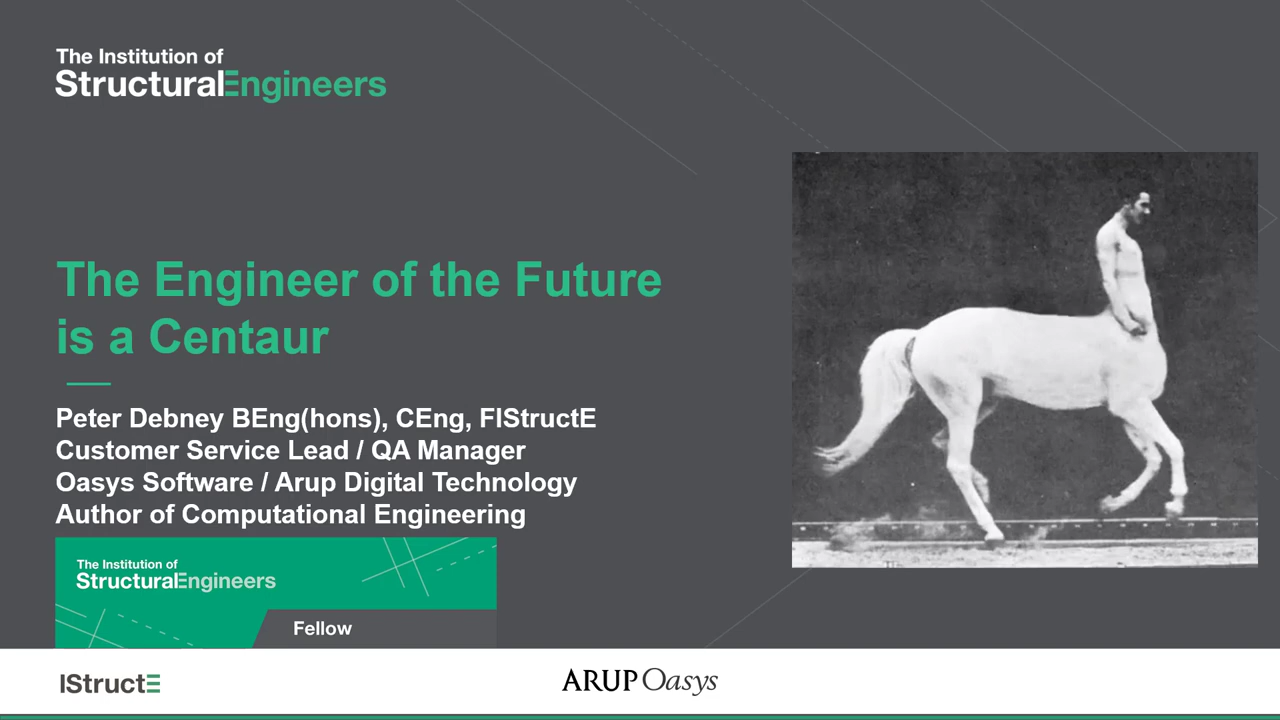 The Institution of
StructuralEngineers
The Engineer of the Future
is a Centaur
Peter Debney BEng(hons), CEng, FIStructE
Customer Service Lead / QA Manager
Oasys Software / Arup Digital Technology
Author of Computational Engineering
The Institution of
StructuralEngineers
Fellow
IStructE
ARUP Oasys